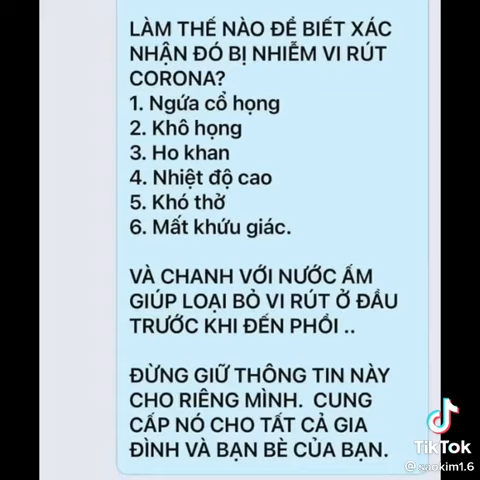 LÀM THẾ NÀO ĐỂ BIẾT XÁC
NHẬN ĐÓ BỊ NHIỄM VI RÚT
CORONA?
1. Ngứa cổ họng
2. Khô họng
3. Ho khan
4. Nhiệt độ cao
5. Khó thở
6. Mất khứu giác.
VÀ CHANH VỚI NƯỚC ẤM
GIÚP LOẠI BỎ VI RÚT Ở ĐẦU
TRƯỚC KHI ĐẾN PHỔI ..
ĐỪNG GIỮ THÔNG TIN NÀY
CHO RIÊNG MÌNH. CUNG
CẤP NÓ CHO TẤT CẢ GIA
ĐÌNH VÀ BẠN BÈ CỦA BẠN.
TikTok
@saokim1.6